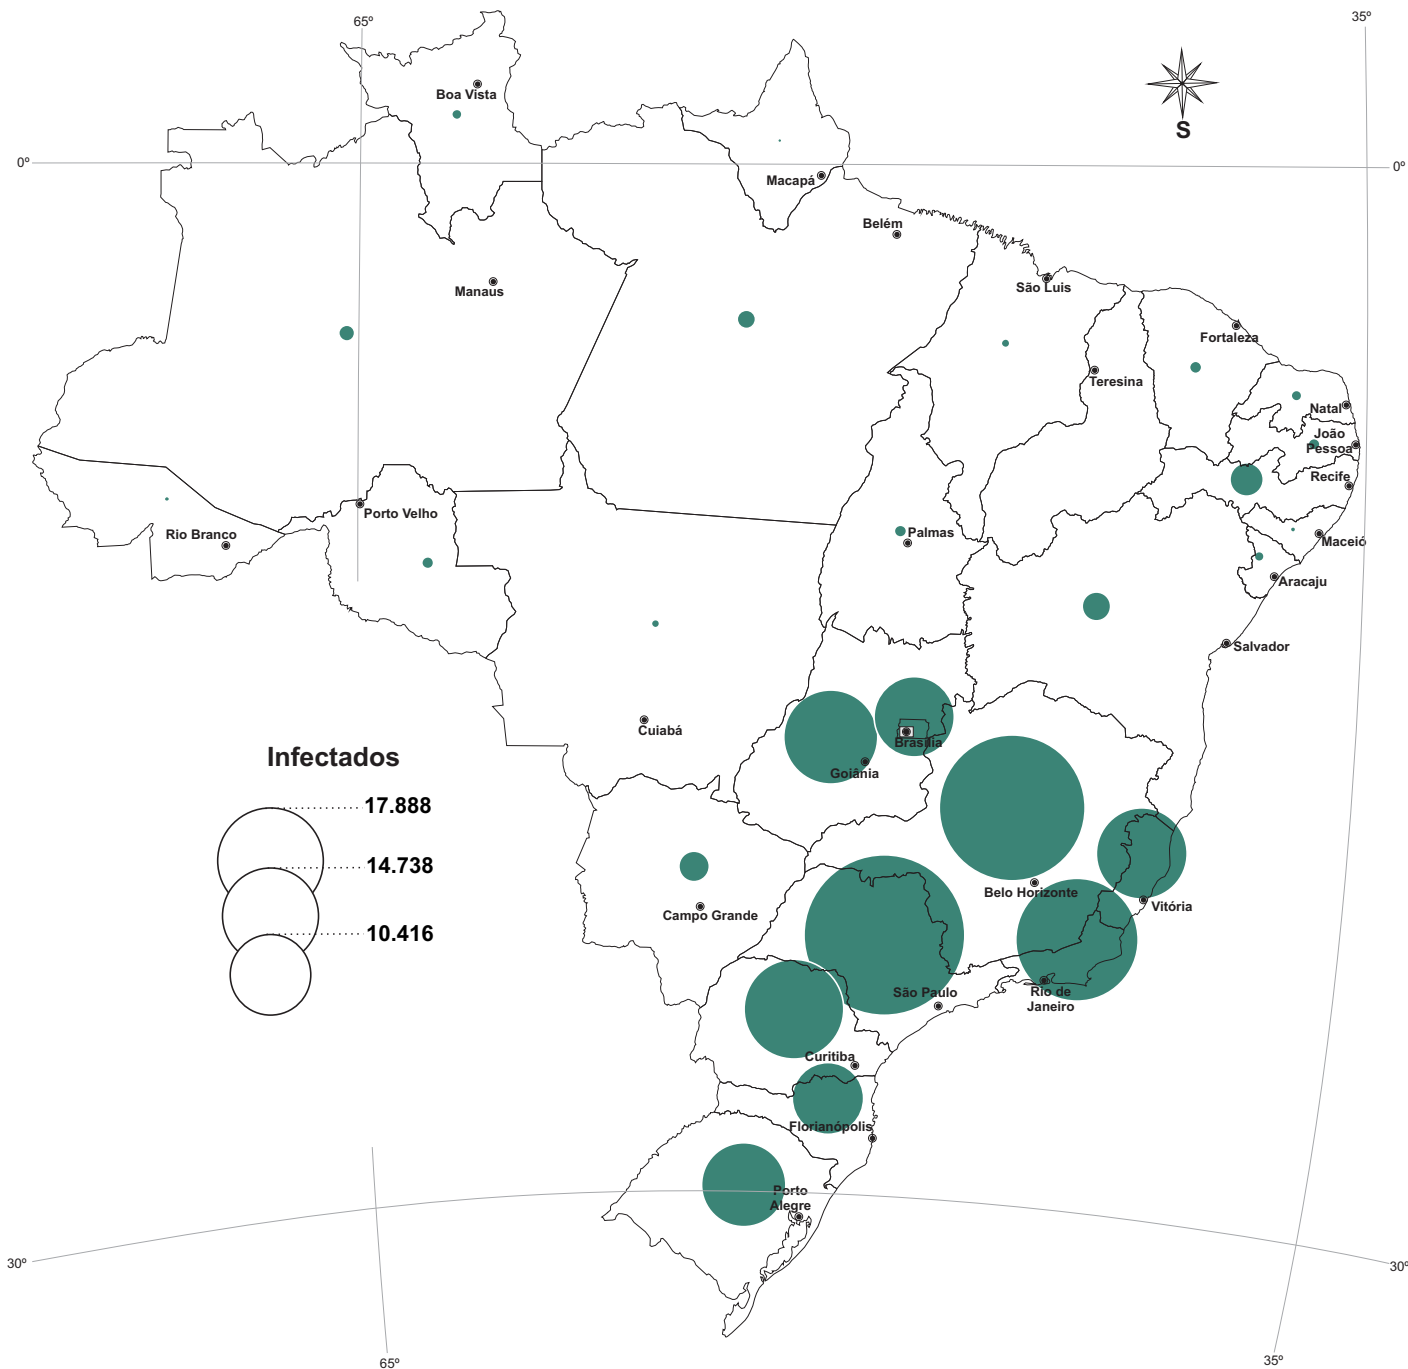 65º
35º
Boa Vista
S
0º
0º
Macapá
Belém
Manaus
São Luis
Fortaleza
Teresina
Natal
João
Pessoa
Recife
Porto Velho
Rio Branco
Palmas
Maceió
Aracaju
Salvador
Cuiabá
Brasília
Goiânia
Infectados
17.888
14.738
10.416
Belo Horizonte
Vitória
Campo Grande
São Paulo
Rio de
Janeiro
Curitiba
Florianópolis
Porto
Alegre
30º
30º
65º
35º